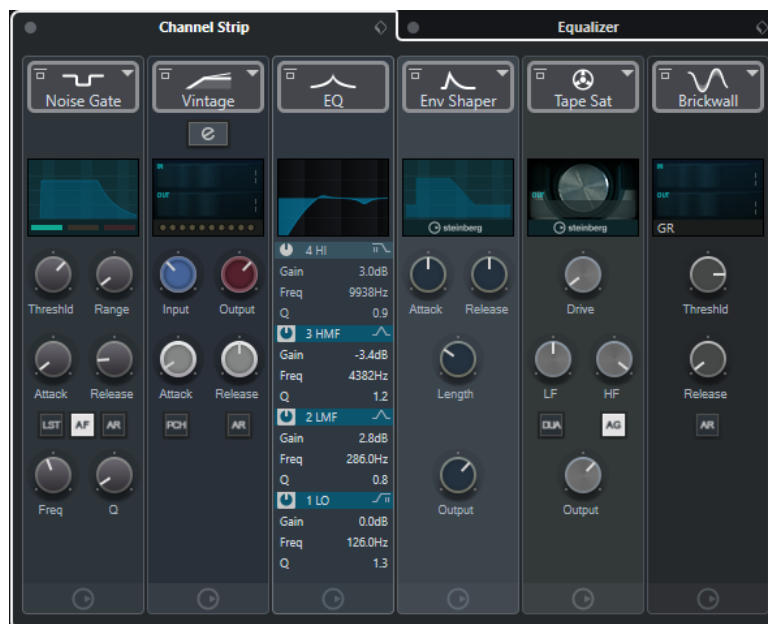 Channel Strip
Equalizer
Noise Gate
Vintage
EQ
Env Shaper
Tape Sat
Brickwall
e
IN
OUT
steinberg
OUT
steinberg
IN
OUT
GR
Threshld
Range
Attack
Release
LST
AF
AR
Freq
Q
Input
Output
Attack
Release
PCH
AR
4 HI
Gain 3.0dB
Freq 9938Hz
Q 0.9
3 HMF
Gain -3.4dB
Freq 4382Hz
Q 1.2
2 LMF
Gain 2.8dB
Freq 286.0Hz
Q 0.8
1 LO
Gain 0.0dB
Freq 126.0Hz
Q 1.3
Attack
Release
Length
Output
Drive
LF
HF
DUA
AG
Output
Threshld
Release
AR